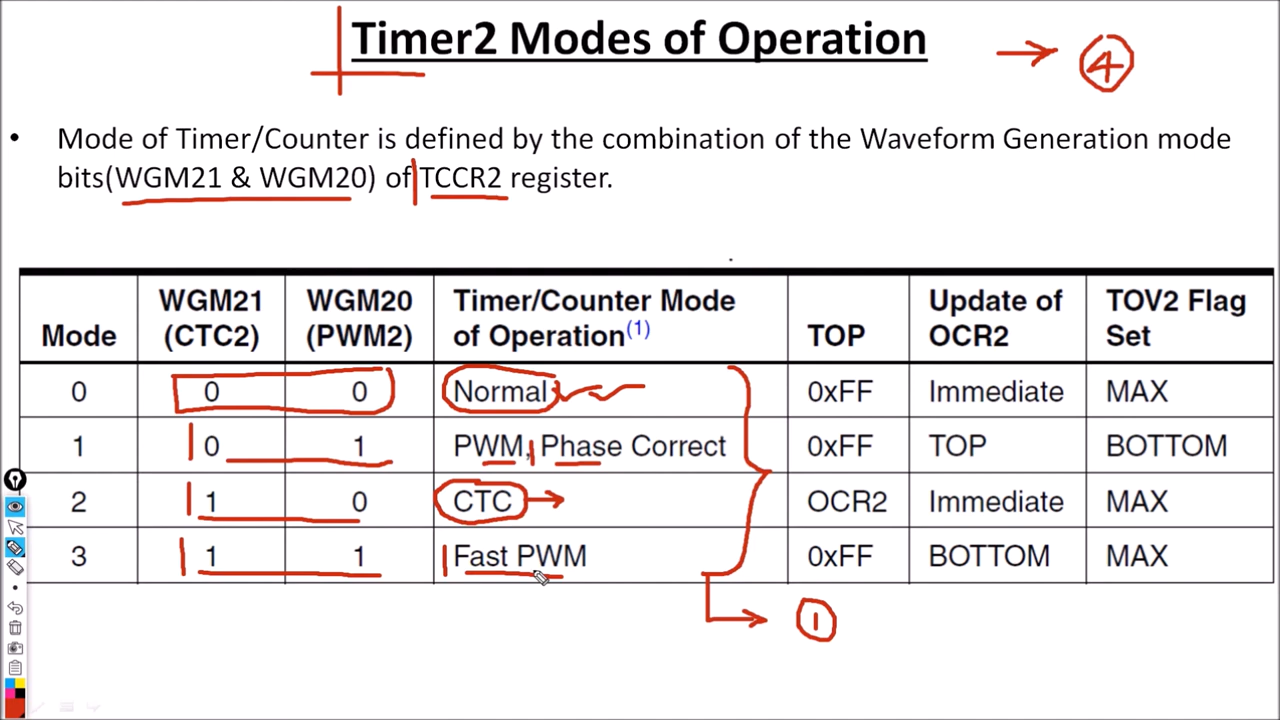 Timer2 Modes of Operation → 4
• Mode of Timer/Counter is defined by the combination of the Waveform Generation mode
bits(WGM21 & WGM20) of TCCR2 register.
Mode WGM21 (CTC2) WGM20 (PWM2) Timer/Counter Mode of Operation(1) TOP Update of OCR2 TOV2 Flag Set
0 0 0 Normal 0xFF Immediate MAX
1 0 1 PWM, Phase Correct 0xFF TOP BOTTOM
2 1 0 CTC OCR2 Immediate MAX
3 1 1 Fast PWM 0xFF BOTTOM MAX
1